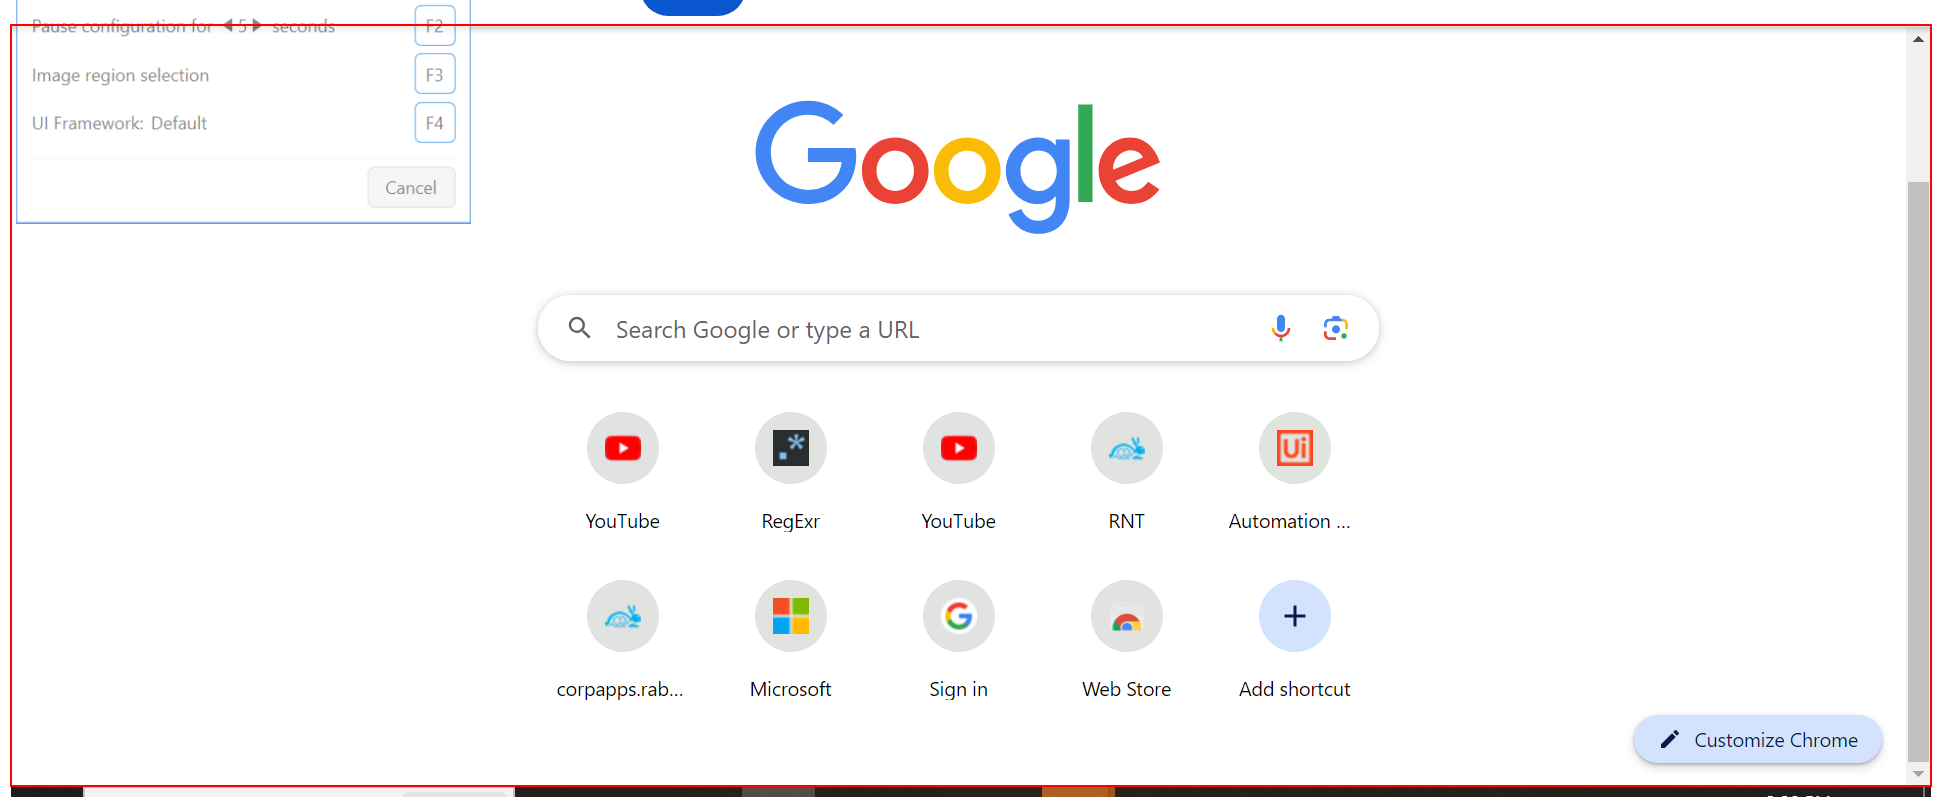 Pause configuration for 5 seconds F2
Image region selection F3
UI Framework: Default F4
Cancel
Google
Search Google or type a URL
YouTube RegExr YouTube RNT Automation ...
corpapps.rab... Microsoft Sign in Web Store Add shortcut
Customize Chrome